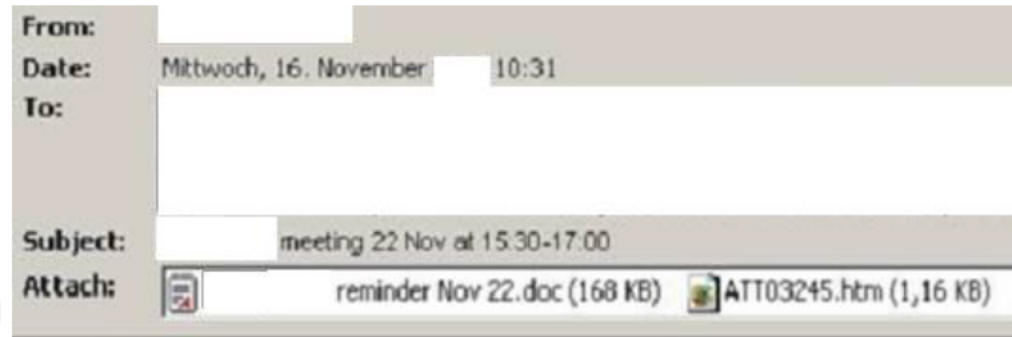 From:
Date: Mittwoch, 16. November 10:31
To:
Subject: meeting 22 Nov at 15:30-17:00
Attach: reminder Nov 22.doc (168 KB) ATT03245.htm (1,16 KB)